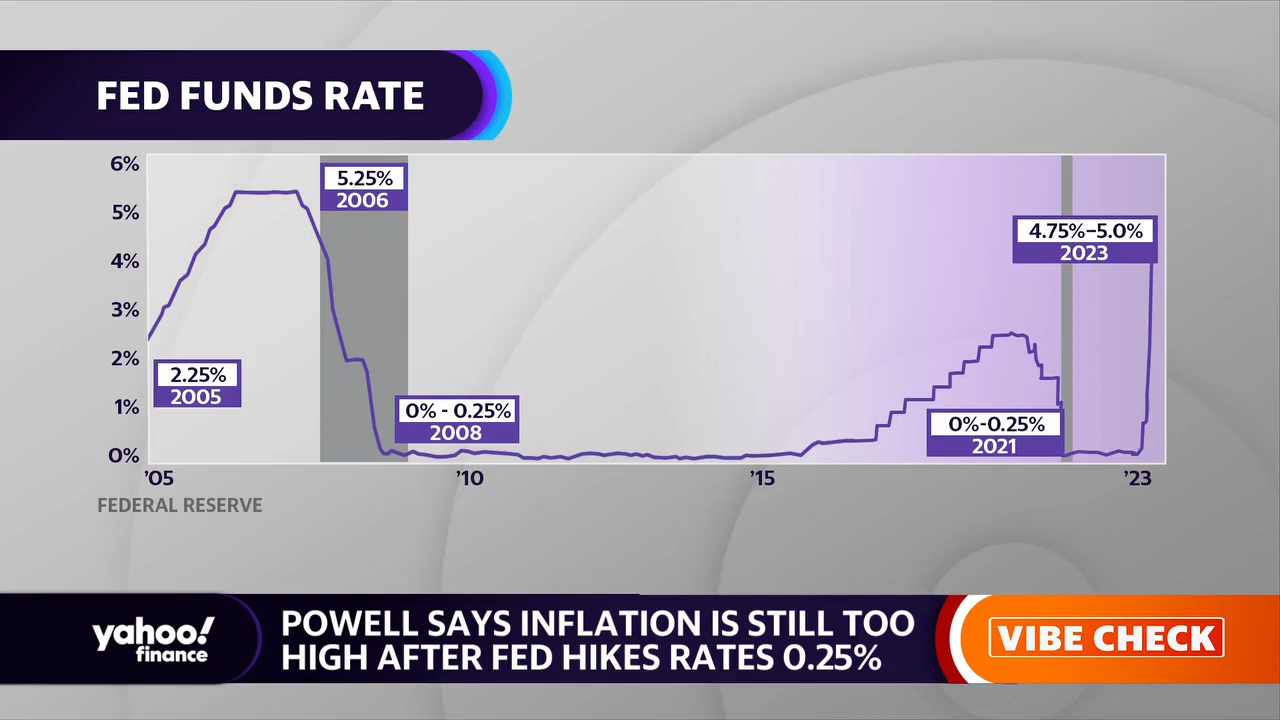 FED FUNDS RATE
6%
5%
4%
3%
2%
1%
0%
5.25%
2006
4.75%–5.0%
2023
2.25%
2005
0% - 0.25%
2008
0%-0.25%
2021
'05
'10
'15
'23
FEDERAL RESERVE
yahoo!
finance
POWELL SAYS INFLATION IS STILL TOO
HIGH AFTER FED HIKES RATES 0.25%
VIBE CHECK